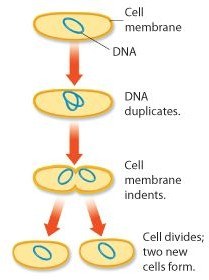 Cell
membrane
DNA
DNA
duplicates.
Cell
membrane
indents.
Cell divides;
two new
cells form.